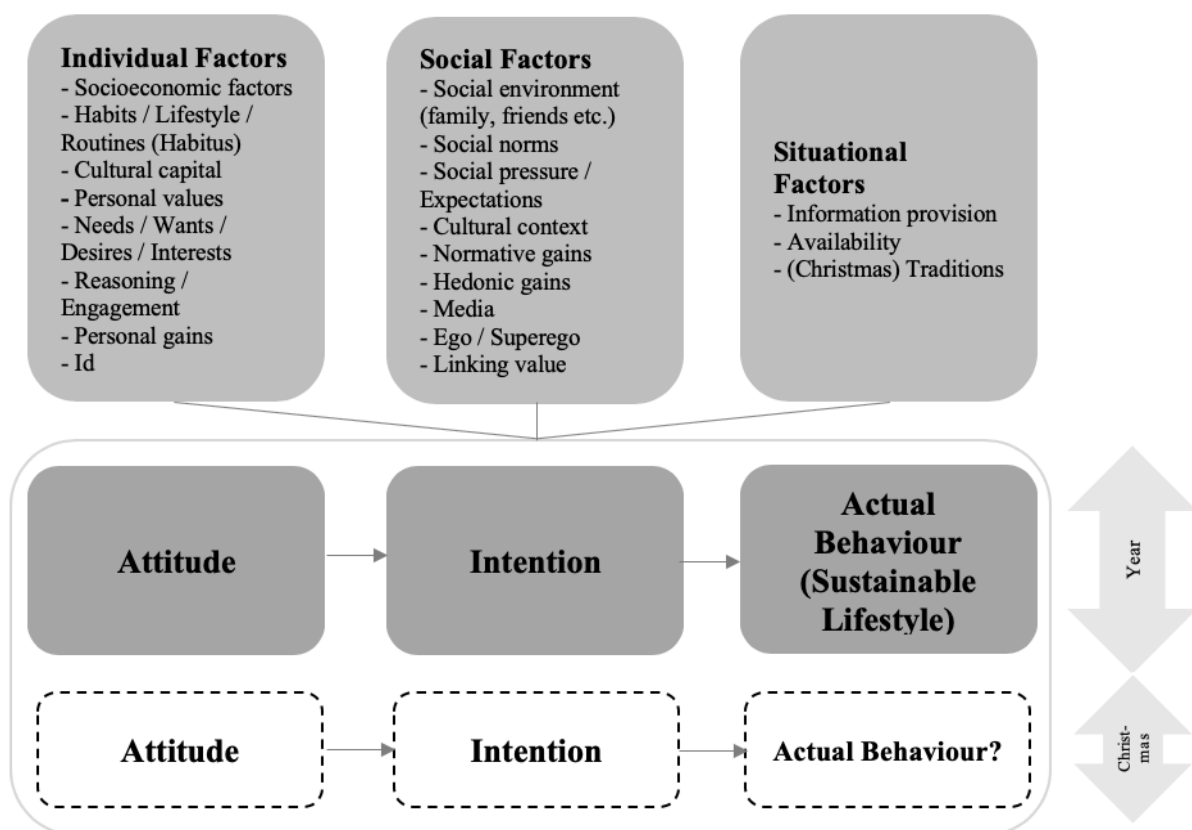 Individual Factors
- Socioeconomic factors
- Habits / Lifestyle /
Routines (Habitus)
- Cultural capital
- Personal values
- Needs / Wants /
Desires / Interests
- Reasoning /
Engagement
- Personal gains
- Id
Social Factors
- Social environment
(family, friends etc.)
- Social norms
- Social pressure /
Expectations
- Cultural context
- Normative gains
- Hedonic gains
- Media
- Ego / Superego
- Linking value
Situational
Factors
- Information provision
- Availability
- (Christmas) Traditions
Attitude
Intention
Actual
Behaviour
(Sustainable
Lifestyle)
Year
Attitude
Intention
Actual Behaviour?
Christ-
mas